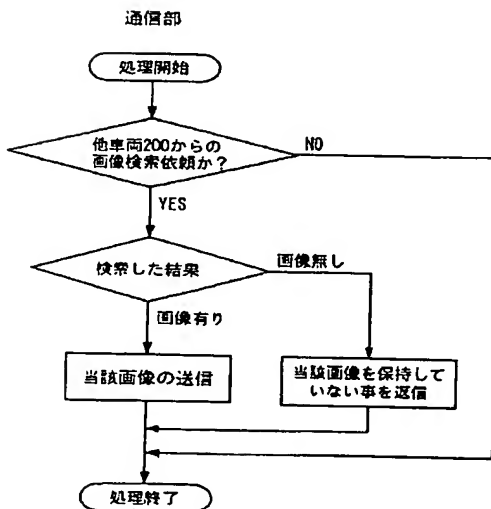 通信部
処理開始
他車両200からの
画像検索依頼か？
NO
YES
検索した結果
画像無し
画像有り
当該画像の送信
当該画像を保持して
いない事を返信
処理終了